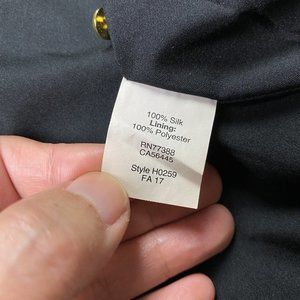 100% Silk
Lining:
100% Polyester
RN77388
CA56445
Style H0259
FA 17